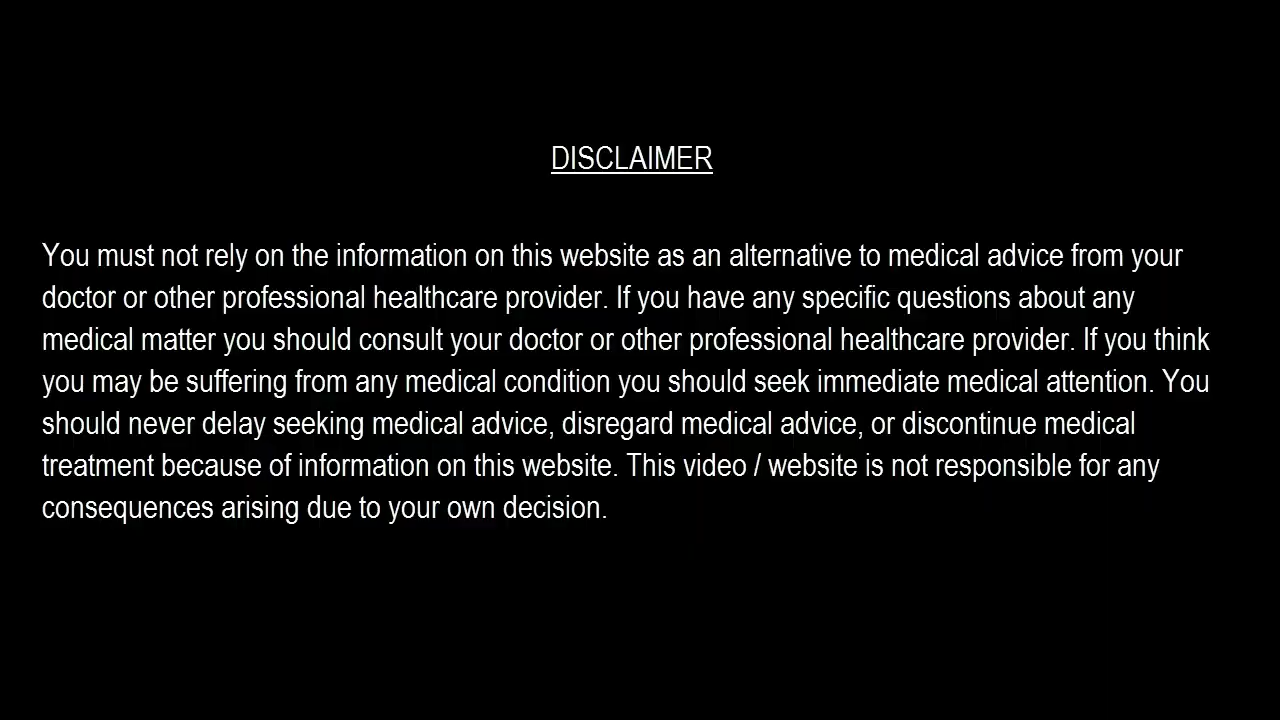 DISCLAIMER
You must not rely on the information on this website as an alternative to medical advice from your
doctor or other professional healthcare provider. If you have any specific questions about any
medical matter you should consult your doctor or other professional healthcare provider. If you think
you may be suffering from any medical condition you should seek immediate medical attention. You
should never delay seeking medical advice, disregard medical advice, or discontinue medical
treatment because of information on this website. This video / website is not responsible for any
consequences arising due to your own decision.